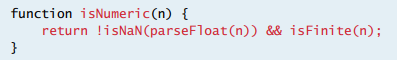 function isNumeric(n) {
    return !isNaN(parseFloat(n)) && isFinite(n);
}